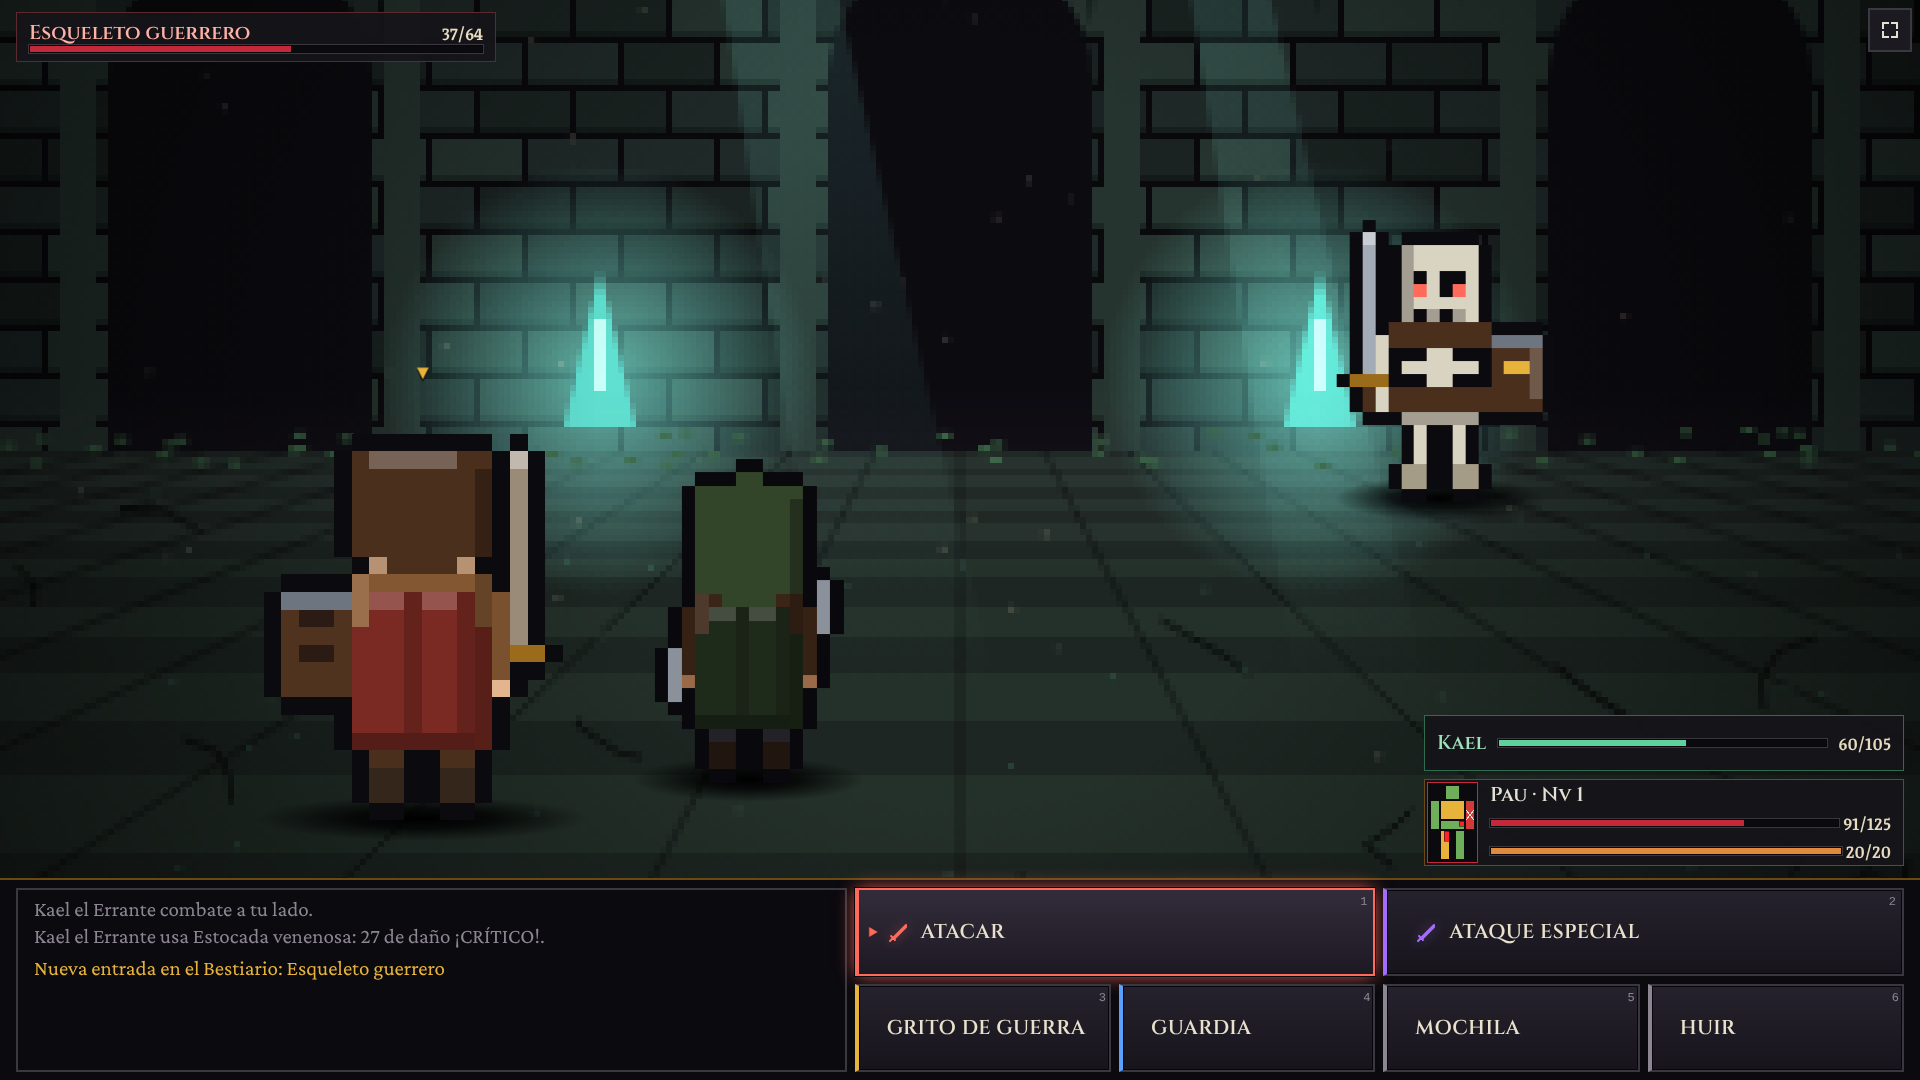 Esqueleto guerrero 37/64
Kael 60/105
Pau · Nv 1
91/125
20/20
Kael el Errante combate a tu lado.
Kael el Errante usa Estocada venenosa: 27 de daño ¡CRÍTICO!.
Nueva entrada en el Bestiario: Esqueleto guerrero
ATACAR 1
ATAQUE ESPECIAL 2
GRITO DE GUERRA 3
GUARDIA 4
MOCHILA 5
HUIR 6